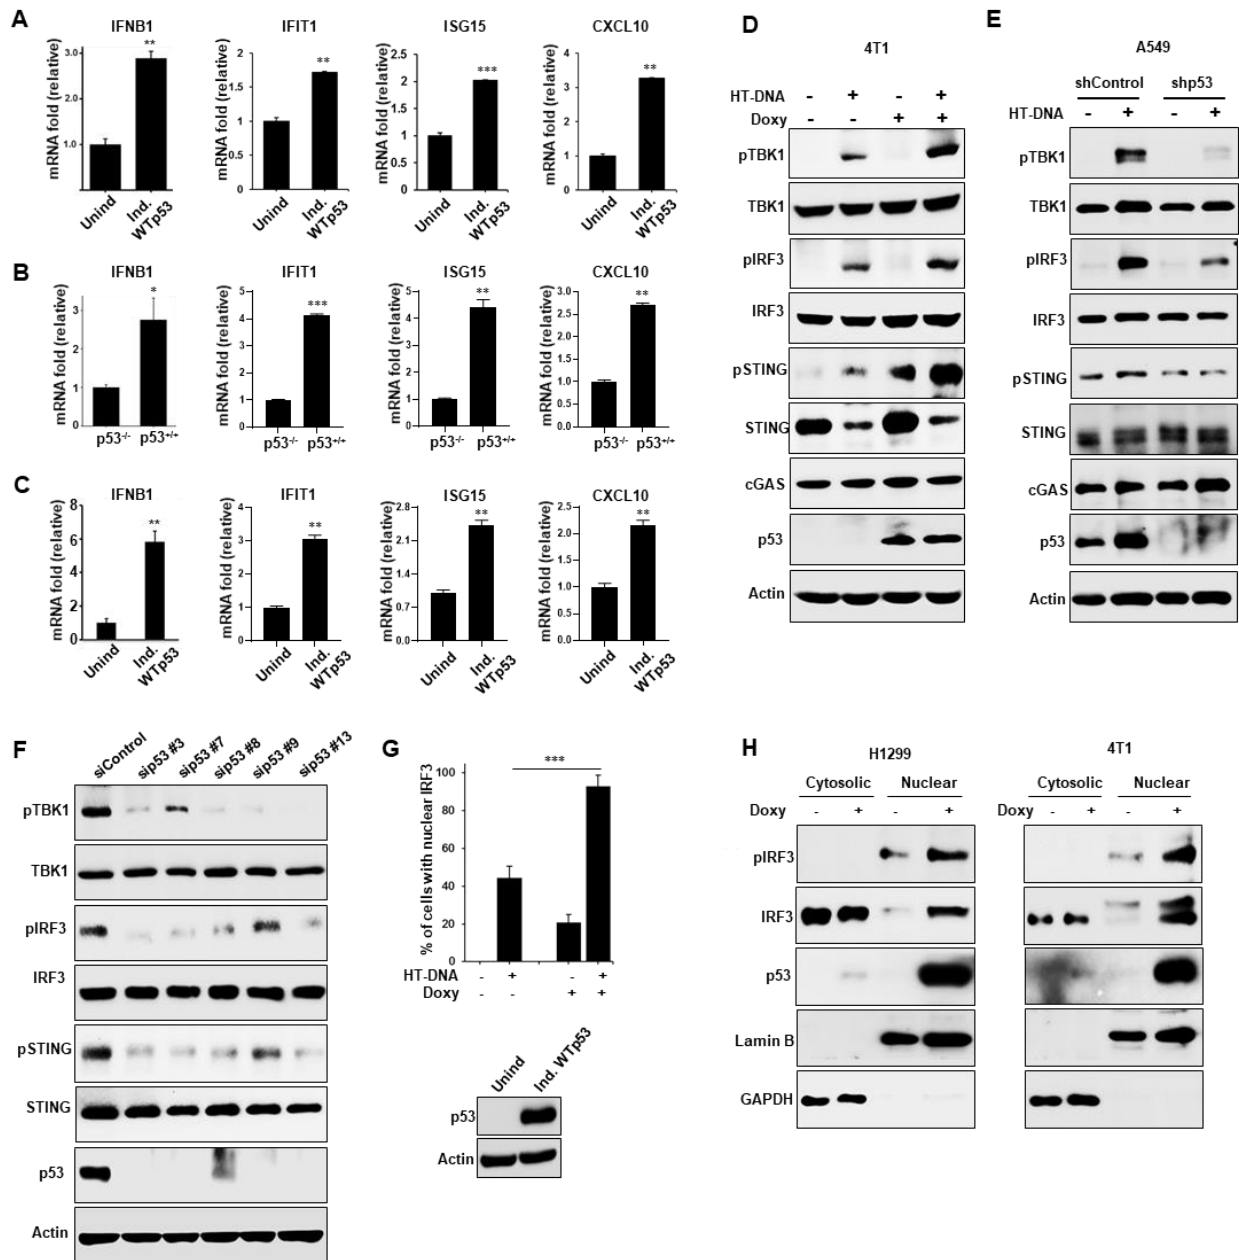 A
IFNB1
IFIT1
ISG15
CXCL10
mRNA fold (relative)
3.0
2.0
1.0
0
**
Unind
Ind. WTp53
mRNA fold (relative)
2
1.5
1
0.5
0
**
Unind
Ind. WTp53
mRNA fold (relative)
2.5
2
1.5
1
0.5
0
***
Unind
Ind. WTp53
mRNA fold (relative)
4
3
2
1
0
**
Unind
Ind. WTp53
B
IFNB1
IFIT1
ISG15
CXCL10
mRNA fold (relative)
3
2
1
0
*
p53-/- p53+/+
mRNA fold (relative)
5
4
3
2
1
0
***
p53-/- p53+/+
mRNA fold (relative)
5
4
3
2
1
0
**
p53-/- p53+/+
mRNA fold (relative)
3.0
2.5
2.0
1.5
1.0
0.5
0.0
**
p53-/- p53+/+
C
IFNB1
IFIT1
ISG15
CXCL10
mRNA fold (relative)
8
6
4
2
0
**
Unind
Ind. WTp53
mRNA fold (relative)
4
3
2
1
0
**
Unind
Ind. WTp53
mRNA fold (relative)
2.8
2.1
1.4
0.7
0.0
**
Unind
Ind. WTp53
mRNA fold (relative)
2.5
2.0
1.5
1.0
0.5
0.0
**
Unind
Ind. WTp53
D
4T1
HT-DNA - + - +
Doxy - - + +
pTBK1
TBK1
pIRF3
IRF3
pSTING
STING
cGAS
p53
Actin
E
A549
shControl shp53
HT-DNA - + - +
pTBK1
TBK1
pIRF3
IRF3
pSTING
STING
cGAS
p53
Actin
F
siControl
sip53 #3
sip53 #7
sip53 #8
sip53 #9
sip53 #13
pTBK1
TBK1
pIRF3
IRF3
pSTING
STING
p53
Actin
G
% of cells with nuclear IRF3
100
80
60
40
20
0
***
HT-DNA - + - +
Doxy - - + +
Unind
Ind. WTp53
p53
Actin
H
H1299
Cytosolic Nuclear
Doxy - + - +
pIRF3
IRF3
p53
Lamin B
GAPDH
4T1
Cytosolic Nuclear
Doxy - + - +